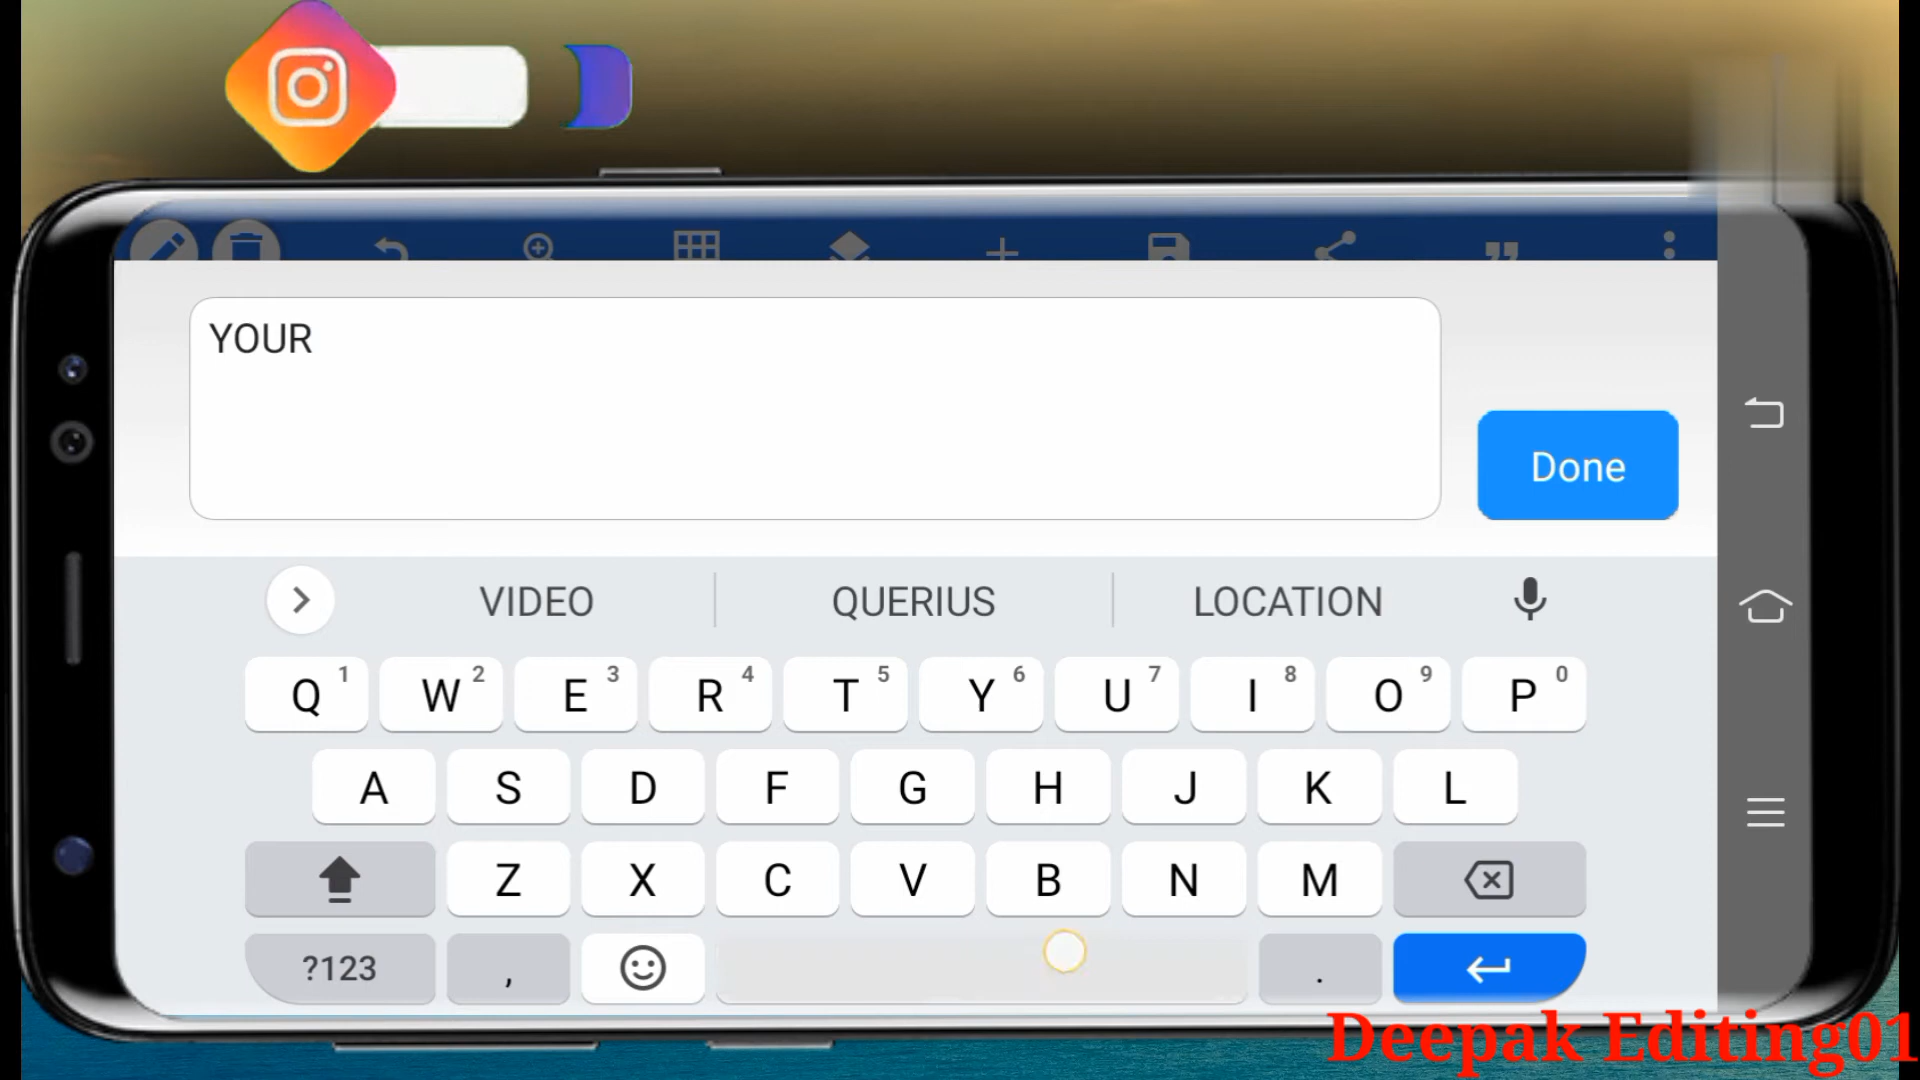 YOUR
Done
VIDEO QUERIUS LOCATION
Q 1 W 2 E 3 R 4 T 5 Y 6 U 7 I 8 O 9 P 0
A S D F G H J K L
Z X C V B N M
?123 , .
Deepak Editing01